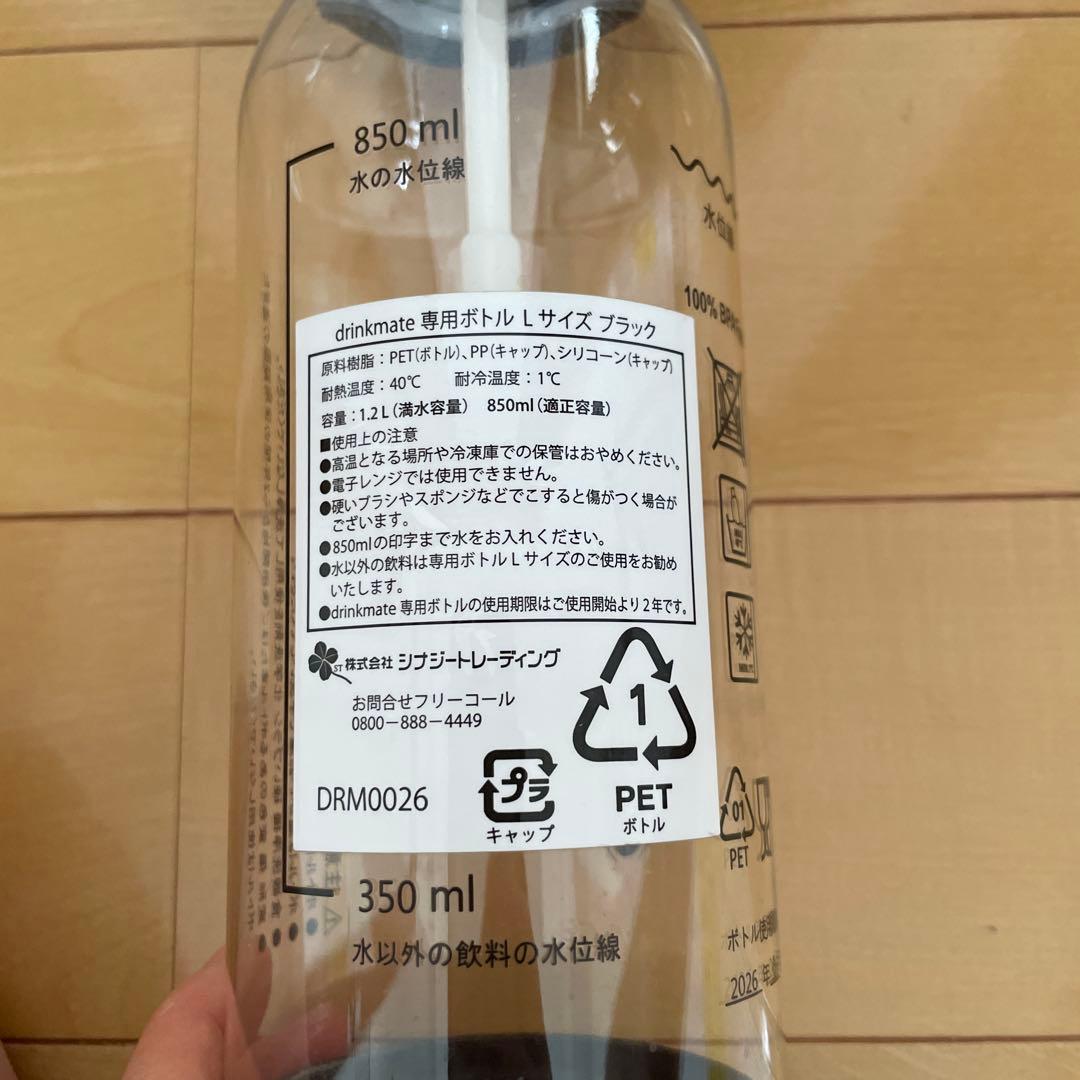 850 ml
水の水位線
水位
100%
drinkmate 専用ボトル L サイズ ブラック
原料樹脂：PET(ボトル)、PP(キャップ)、シリコーン(キャップ)
耐熱温度：40℃　耐冷温度：1℃
容量：1.2 L（満水容量）　850ml（適正容量）
■使用上の注意
●高温となる場所や冷凍庫での保管はおやめください。
●電子レンジでは使用できません。
●硬いブラシやスポンジなどでこすると傷がつく場合が
ございます。
●850mlの印字まで水をお入れください。
●水以外の飲料は専用ボトル L サイズのご使用をお勧め
いたします。
●drinkmate 専用ボトルの使用期限はご使用開始より 2 年です。
ST 株式会社 シナジートレーディング
お問合せフリーコール
0800－888－4449
DRM0026
プラ
キャップ
1
PET
ボトル
01
PET
350 ml
水以外の飲料の水位線
ボトル使用
2026 年